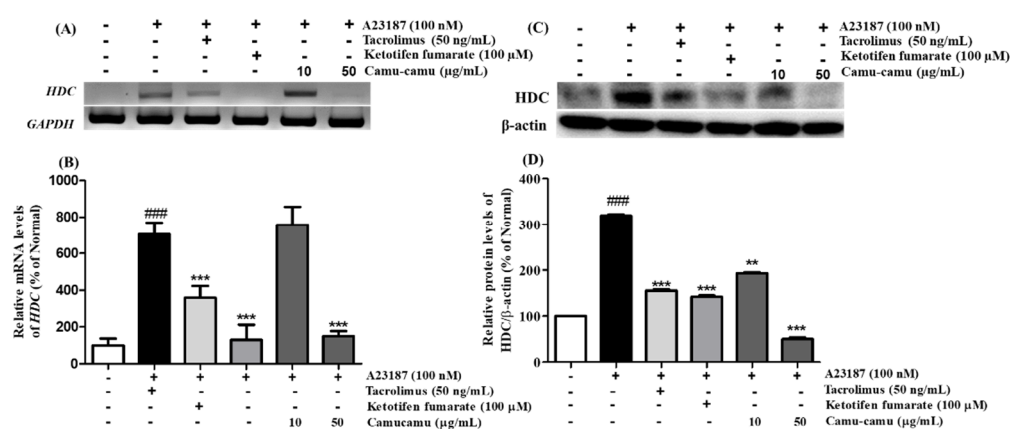 (A)
- + + + + + A23187 (100 nM)
- - + - - - Tacrolimus (50 ng/mL)
- - - + - - Ketotifen fumarate (100 μM)
- - - - 10 50 Camu-camu (μg/mL)
HDC
GAPDH
(B)
Relative mRNA levels
of HDC (% of Normal)
1000
800
600
400
200
100
0
###
***
***
***
- + + + + + A23187 (100 nM)
- + - - - - Tacrolimus (50 ng/mL)
- - + - - - Ketotifen fumarate (100 μM)
- - - - 10 50 Camucamu (μg/mL)
(C)
- + + + + + A23187 (100 nM)
- - + - - - Tacrolimus (50 ng/mL)
- - - + - - Ketotifen fumarate (100 μM)
- - - - 10 50 Camu-camu (μg/mL)
HDC
β-actin
(D)
Relative protein levels of
HDC/β-actin (% of Normal)
400
300
200
100
0
###
***
***
**
***
- + + + + + A23187 (100 nM)
- - + - - - Tacrolimus (50 ng/mL)
- - - + - - Ketotifen fumarate (100 μM)
- - - - 10 50 Camu-camu (μg/mL)